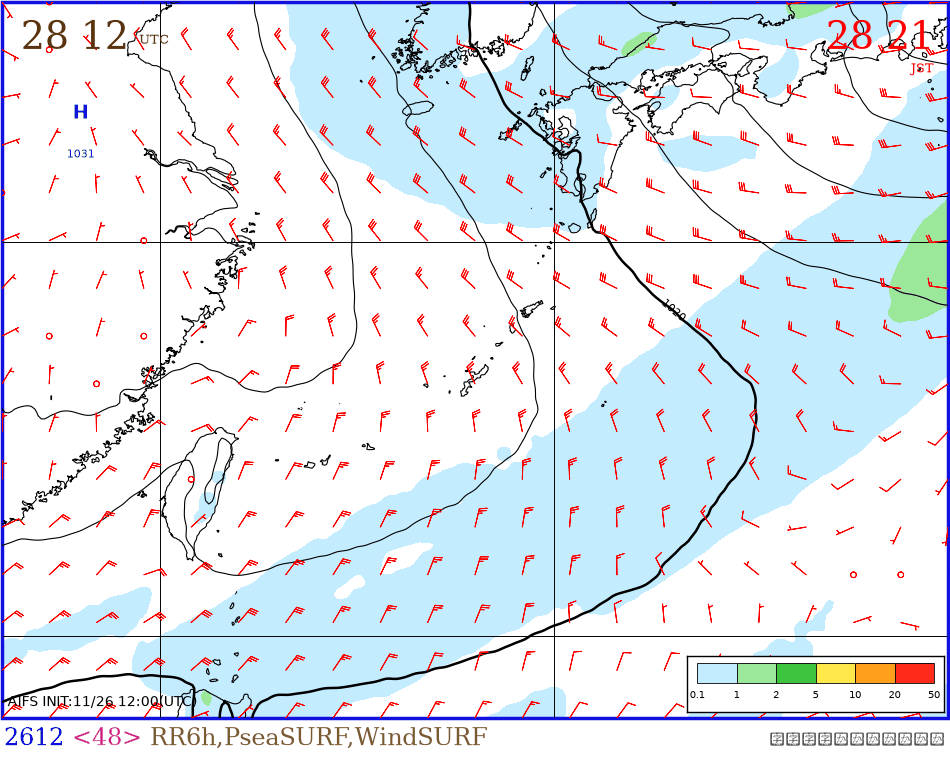 28 12 UTC
28 21
JST
H
1031
1020
0.1 1 2 5 10 20 50
AIFS INIT:11/26 12:00(UTC)
2612 <48> RR6h,PseaSURF,WindSURF